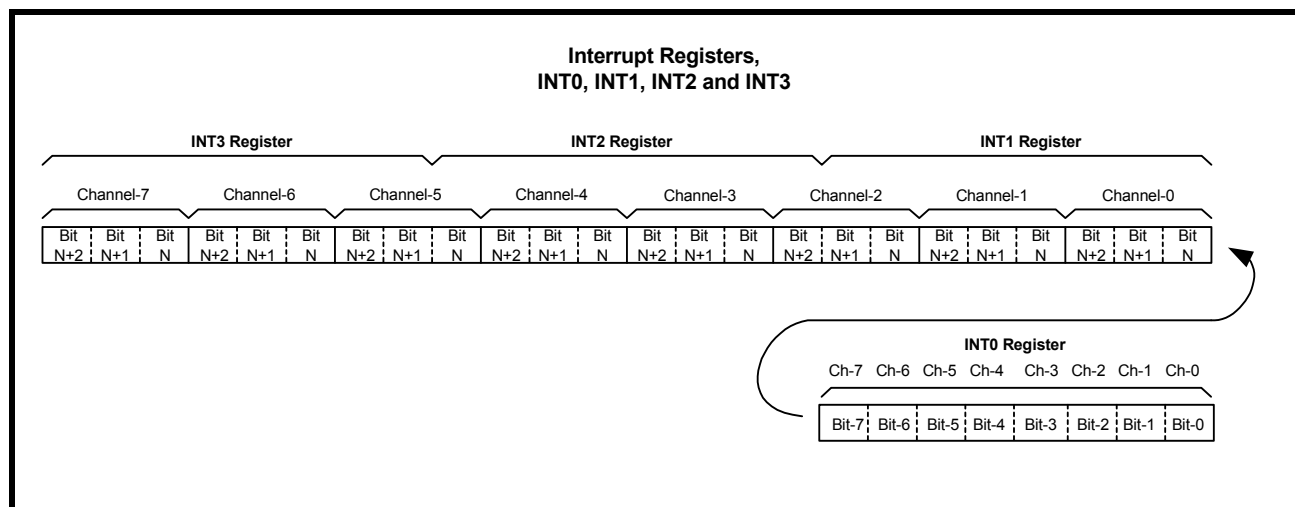 Interrupt Registers,
INT0, INT1, INT2 and INT3
INT3 Register INT2 Register INT1 Register
Channel-7 Channel-6 Channel-5 Channel-4 Channel-3 Channel-2 Channel-1 Channel-0
Bit Bit Bit Bit Bit Bit Bit Bit Bit Bit Bit Bit Bit Bit Bit Bit Bit Bit Bit Bit Bit Bit Bit Bit
N+2 N+1 N N+2 N+1 N N+2 N+1 N N+2 N+1 N N+2 N+1 N N+2 N+1 N N+2 N+1 N N+2 N+1 N
INT0 Register
Ch-7 Ch-6 Ch-5 Ch-4 Ch-3 Ch-2 Ch-1 Ch-0
Bit-7 Bit-6 Bit-5 Bit-4 Bit-3 Bit-2 Bit-1 Bit-0